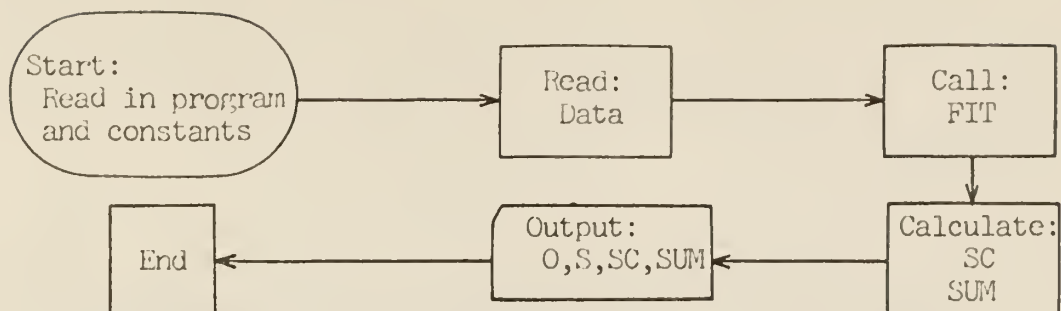 Start:
Read in program
and constants
Read:
Data
Call:
FIT
Calculate:
SC
SUM
Output:
O,S,SC,SUM
End